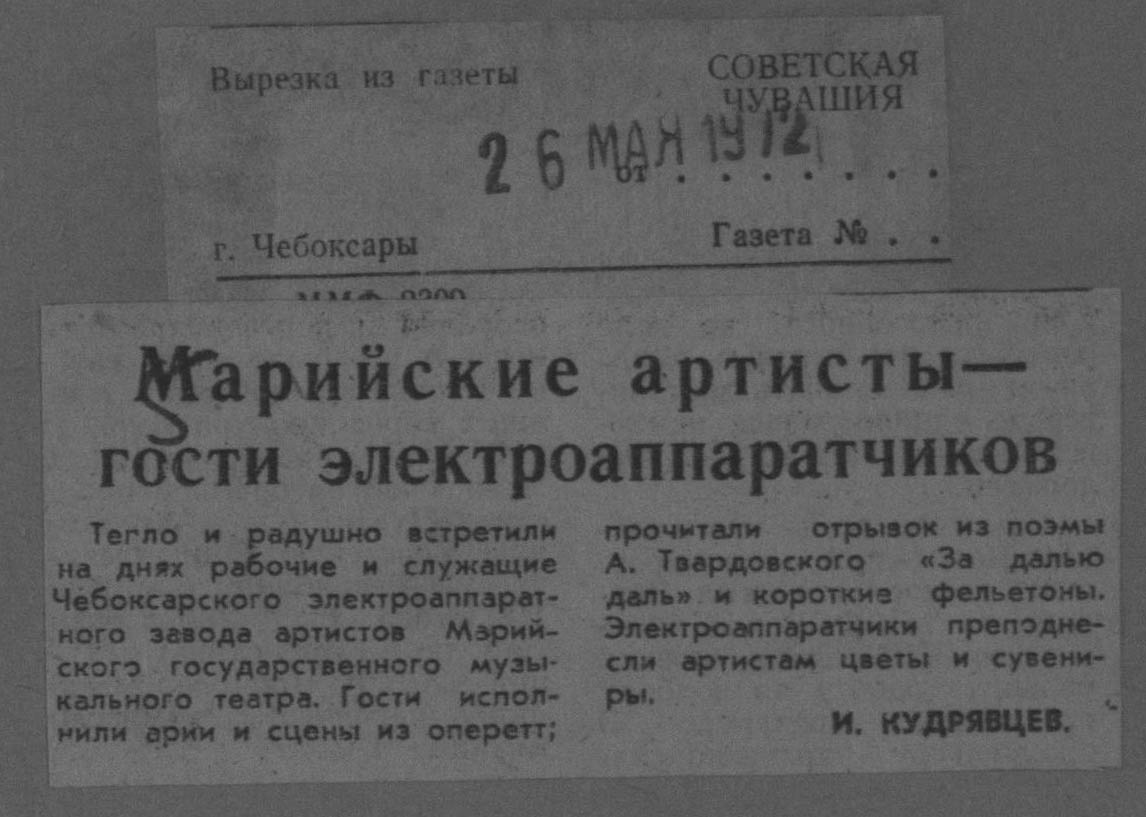 Вырезка из газеты
СОВЕТСКАЯ
ЧУВАШИЯ
26 МАЯ 1972
от . . . . . . .
г. Чебоксары
Газета № . .
Марийские артисты—
гости электроаппаратчиков
Тегло и радушно встретили
на днях рабочие и служащие
Чебоксарского электроаппарат-
ного завода артистов Марий-
ского государственного музы-
кального театра. Гости испол-
нили арии и сцены из оперетт;
прочитали отрывок из поэмы
А. Твардовского «За далью
даль» и короткие фельетоны.
Электроаппаратчики преподне-
сли артистам цветы и сувени-
ры.
И. КУДРЯВЦЕВ.